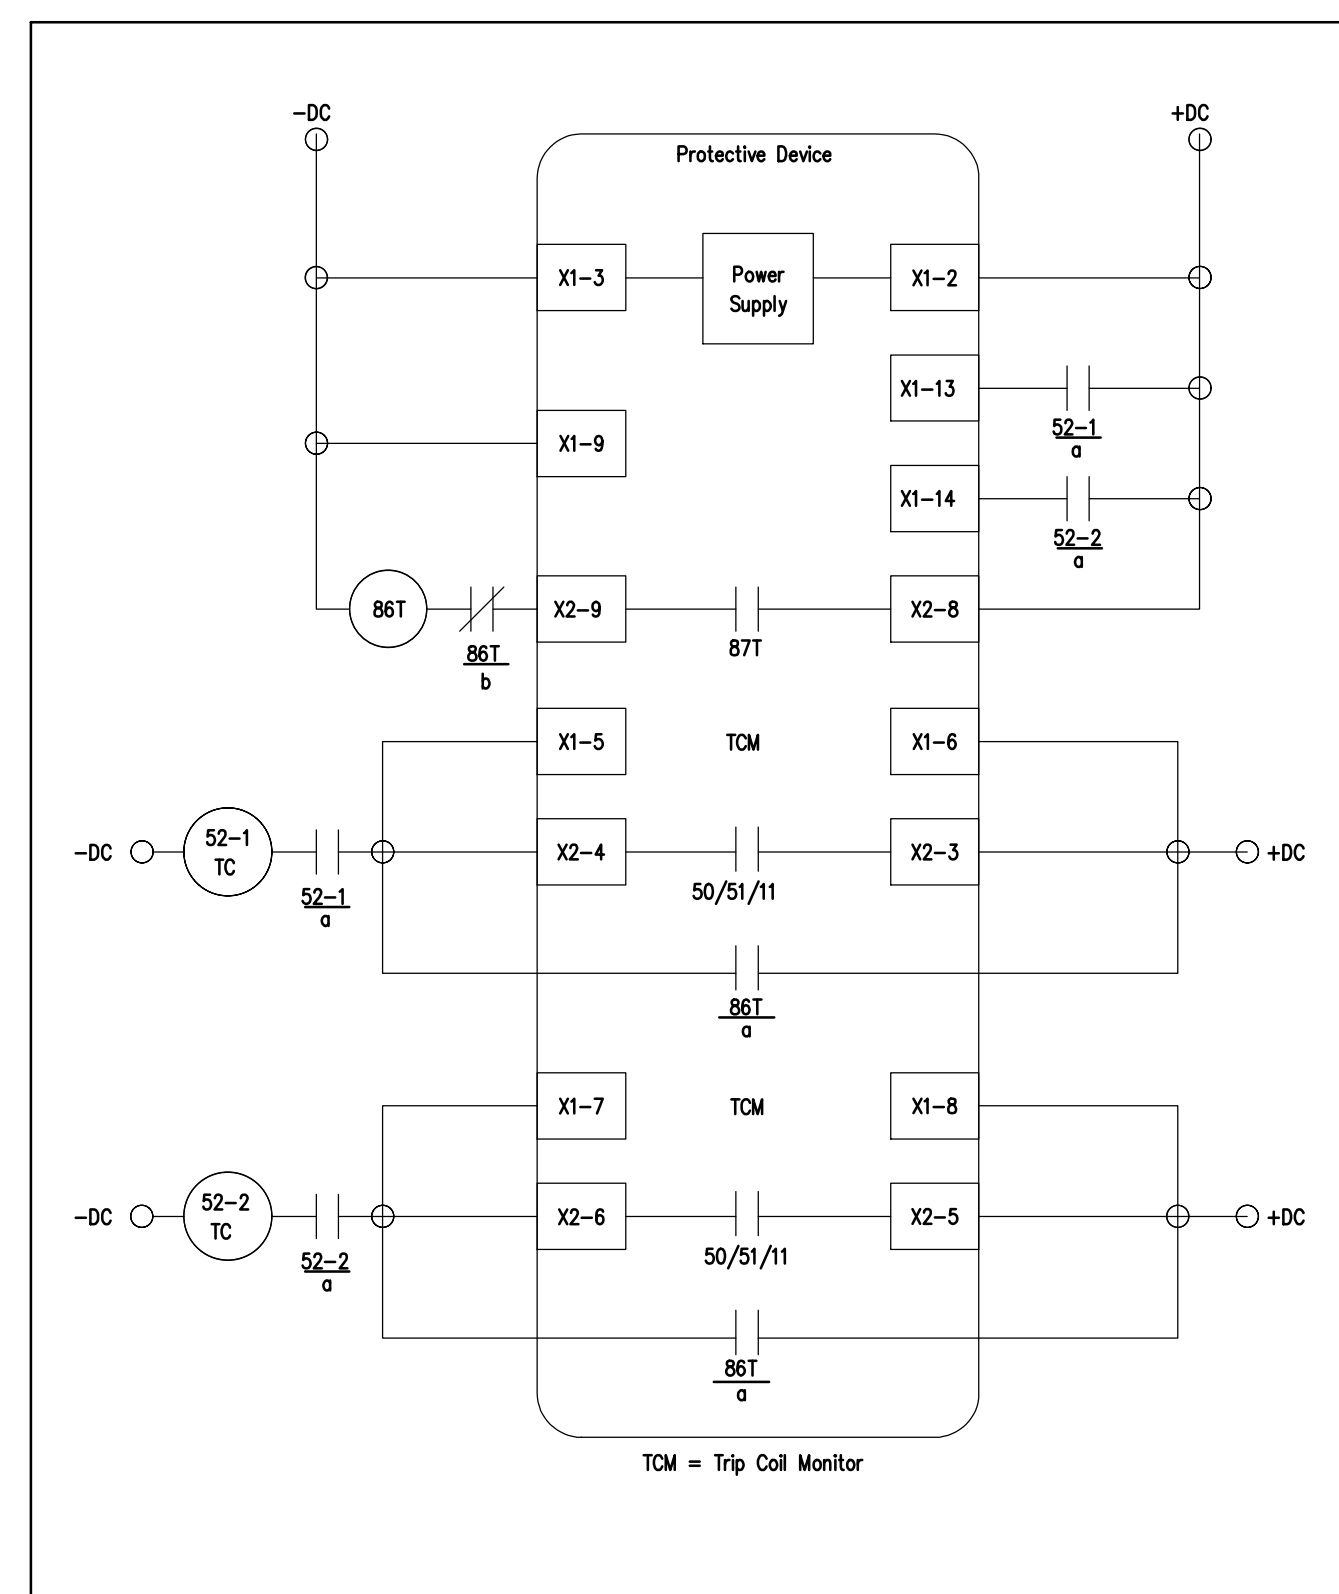 -DC
+DC
Protective Device
X1-3
Power
Supply
X1-2
X1-13
52-1
a
X1-9
X1-14
52-2
a
86T
86T
b
X2-9
87T
X2-8
X1-5
TCM
X1-6
-DC
52-1
TC
52-1
a
X2-4
50/51/11
X2-3
+DC
86T
a
X1-7
TCM
X1-8
-DC
52-2
TC
52-2
a
X2-6
50/51/11
X2-5
+DC
86T
a
TCM = Trip Coil Monitor